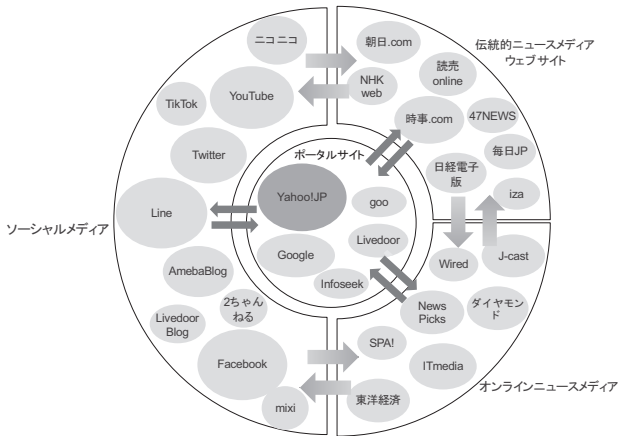 ニコニコ
朝日.com
伝統的ニュースメディア
ウェブサイト
読売
online
NHK
web
YouTube
TikTok
時事.com
47NEWS
Twitter
ポータルサイト
毎日JP
日経電子
版
Yahoo!JP
iza
goo
Line
ソーシャルメディア
Livedoor
Google
Wired
J-cast
AmebaBlog
Infoseek
2ちゃん
ねる
News
Picks
ダイヤモン
ド
Livedoor
Blog
SPA!
Facebook
ITmedia
オンラインニュースメディア
東洋経済
mixi